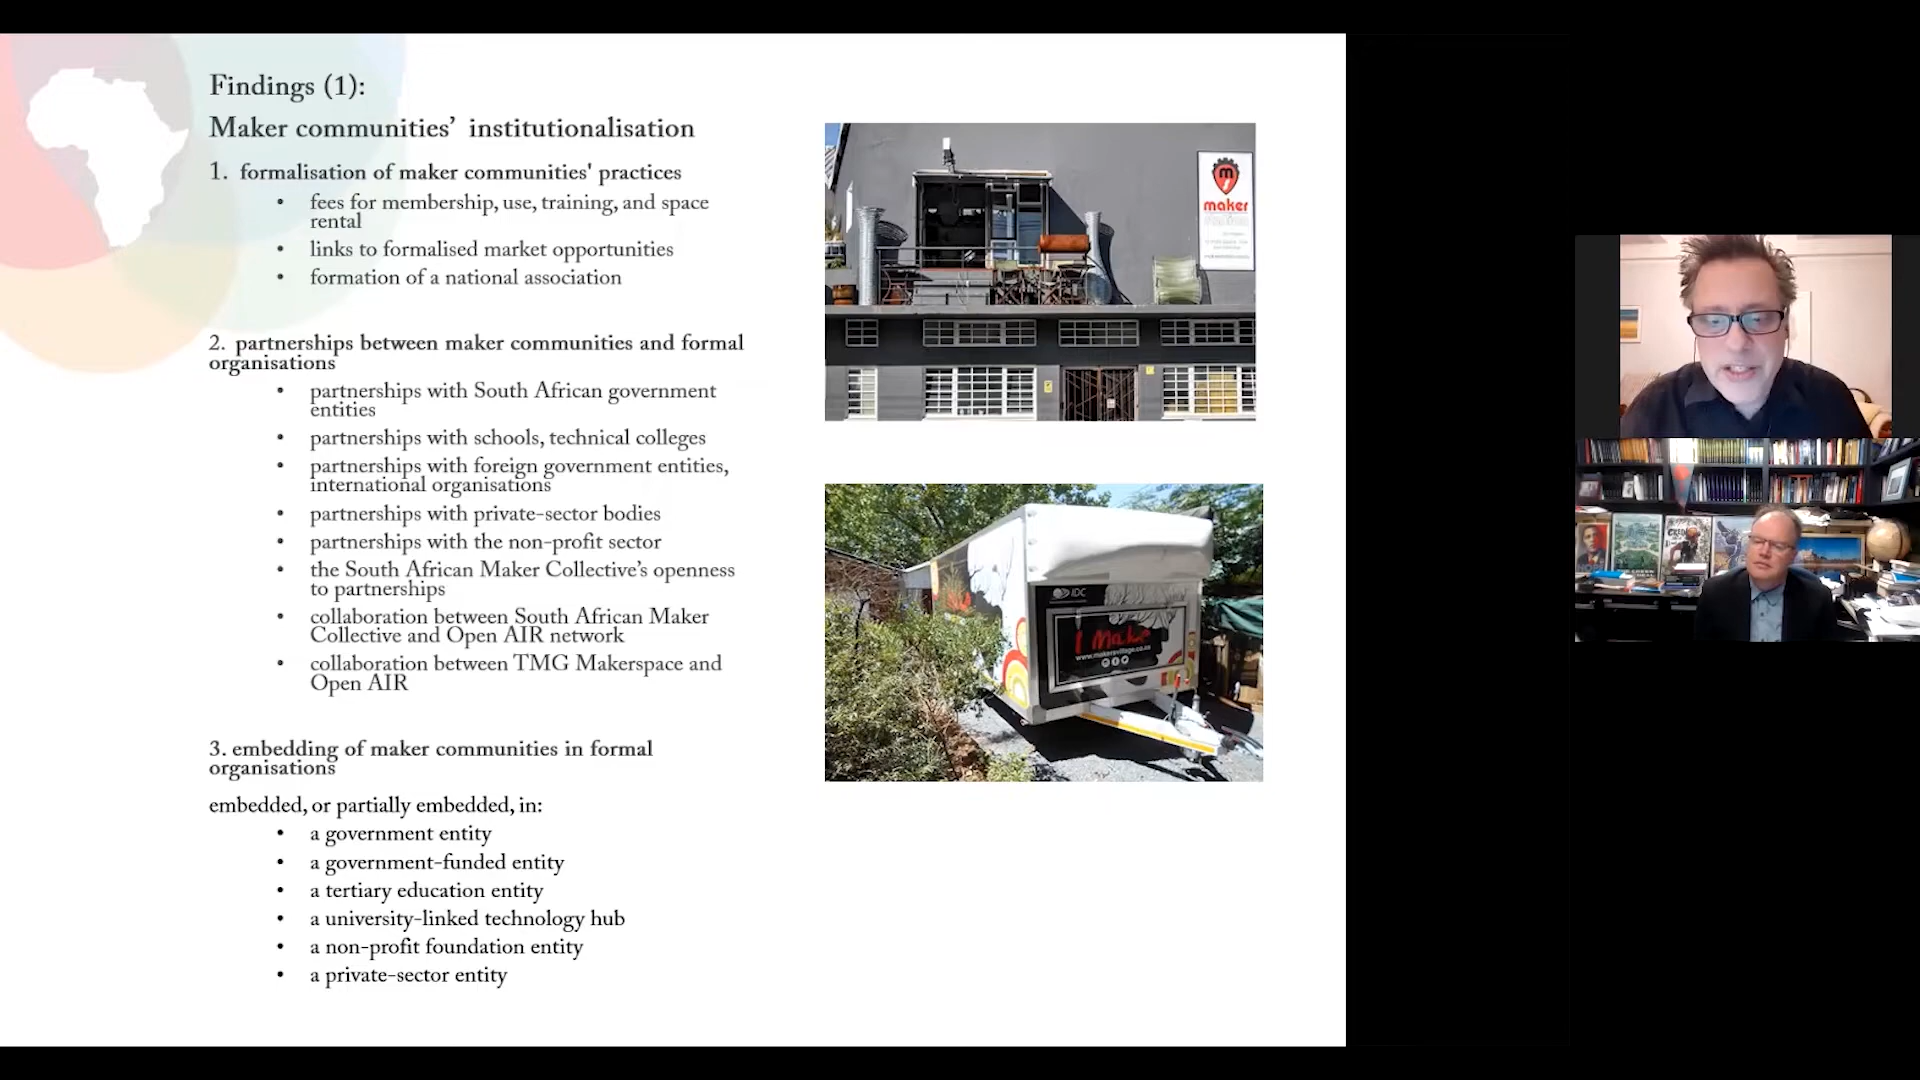 Findings (1):
Maker communities' institutionalisation
1. formalisation of maker communities' practices
• fees for membership, use, training, and space
rental
• links to formalised market opportunities
• formation of a national association
2. partnerships between maker communities and formal
organisations
• partnerships with South African government
entities
• partnerships with schools, technical colleges
• partnerships with foreign government entities,
international organisations
• partnerships with private-sector bodies
• partnerships with the non-profit sector
• the South African Maker Collective's openness
to partnerships
• collaboration between South African Maker
Collective and Open AIR network
• collaboration between TMG Makerspace and
Open AIR
3. embedding of maker communities in formal
organisations
embedded, or partially embedded, in:
• a government entity
• a government-funded entity
• a tertiary education entity
• a university-linked technology hub
• a non-profit foundation entity
• a private-sector entity
m
maker
IDC
I Make
www.makersvillage.co.za